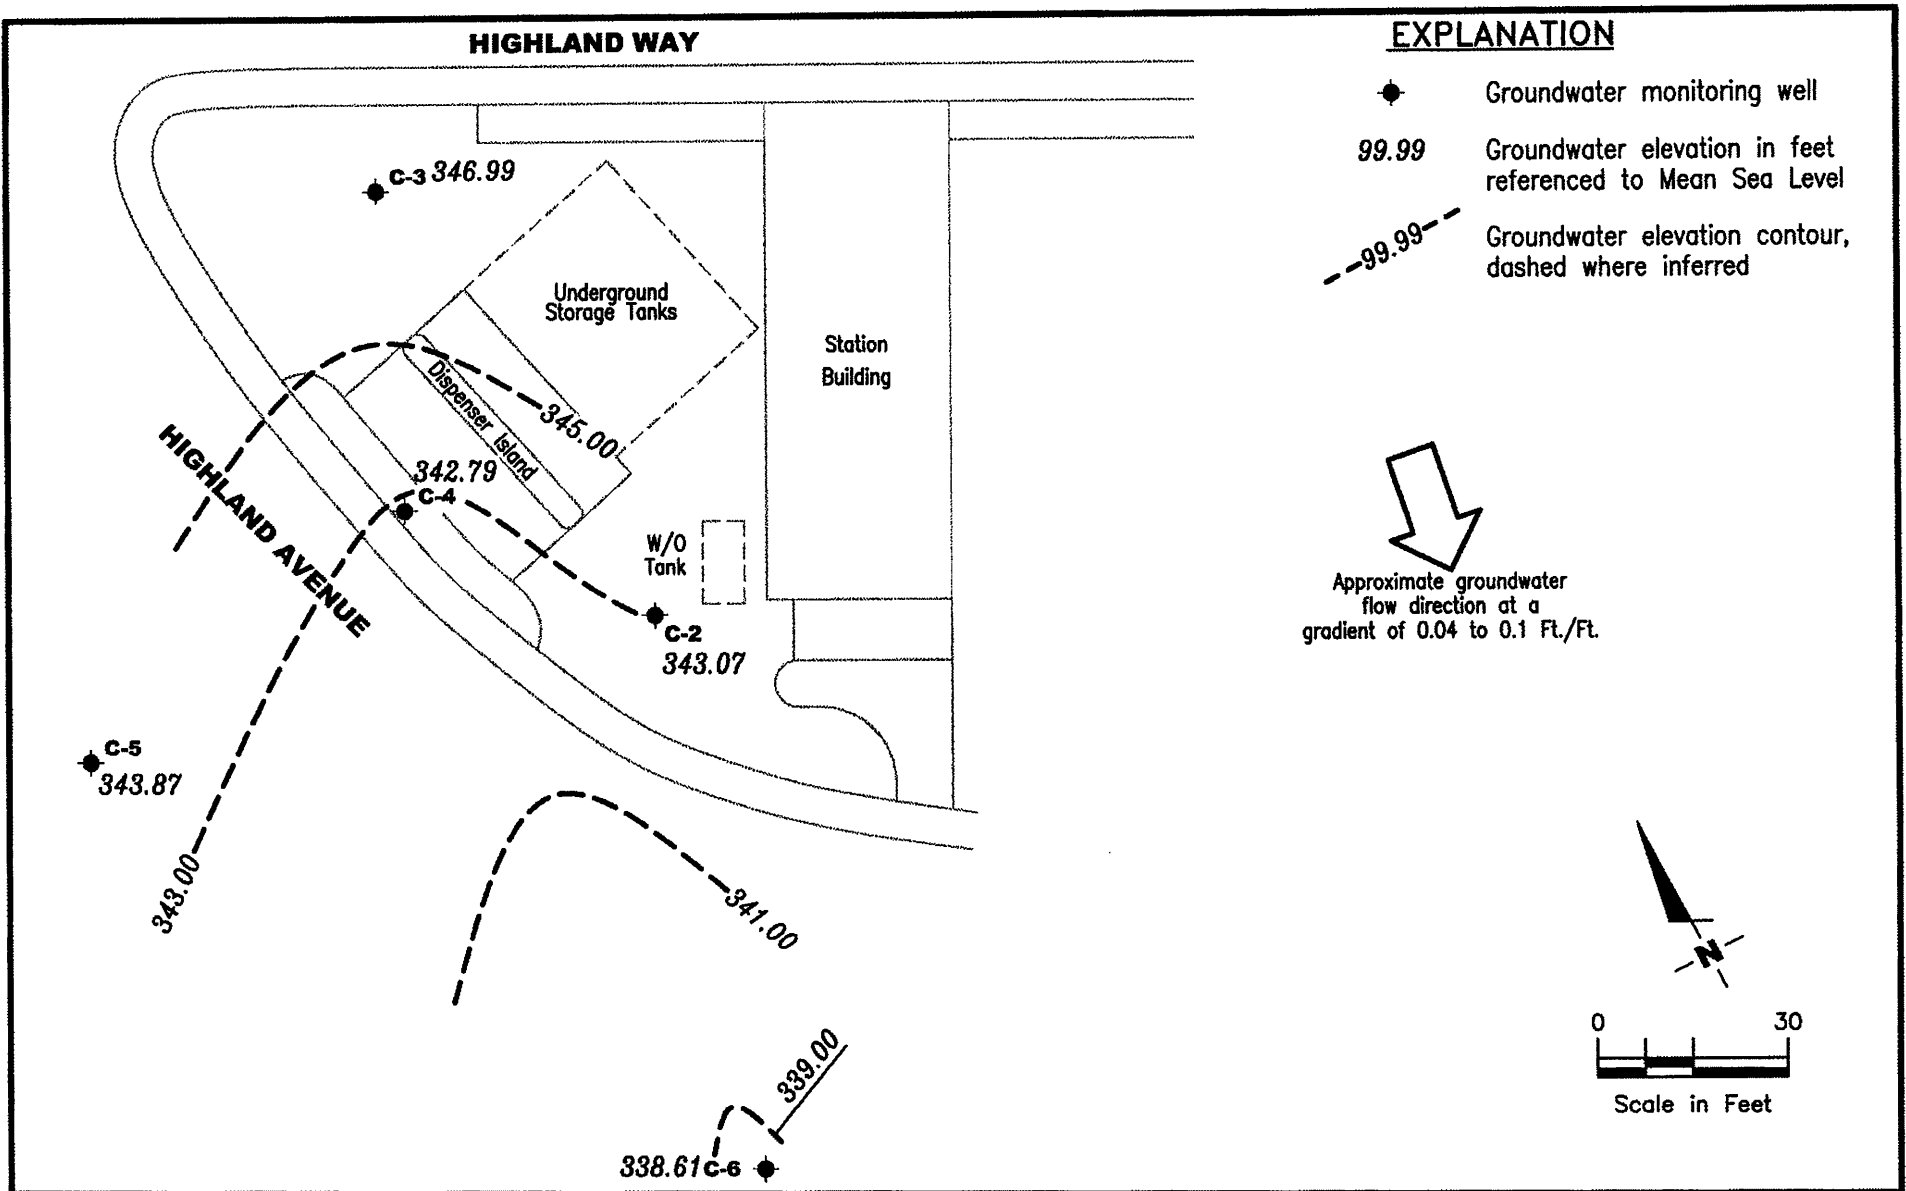 HIGHLAND WAY
EXPLANATION
Groundwater monitoring well
99.99
Groundwater elevation in feet
referenced to Mean Sea Level
99.99
Groundwater elevation contour,
dashed where inferred
C-3 346.99
Underground
Storage Tanks
Station
Building
Dispenser Island
345.00
HIGHLAND AVENUE
342.79
C-4
W/O
Tank
C-2
343.07
Approximate groundwater
flow direction at a
gradient of 0.04 to 0.1 Ft./Ft.
C-5
343.87
343.00
341.00
N
339.00
338.61 C-6
0 30
Scale in Feet